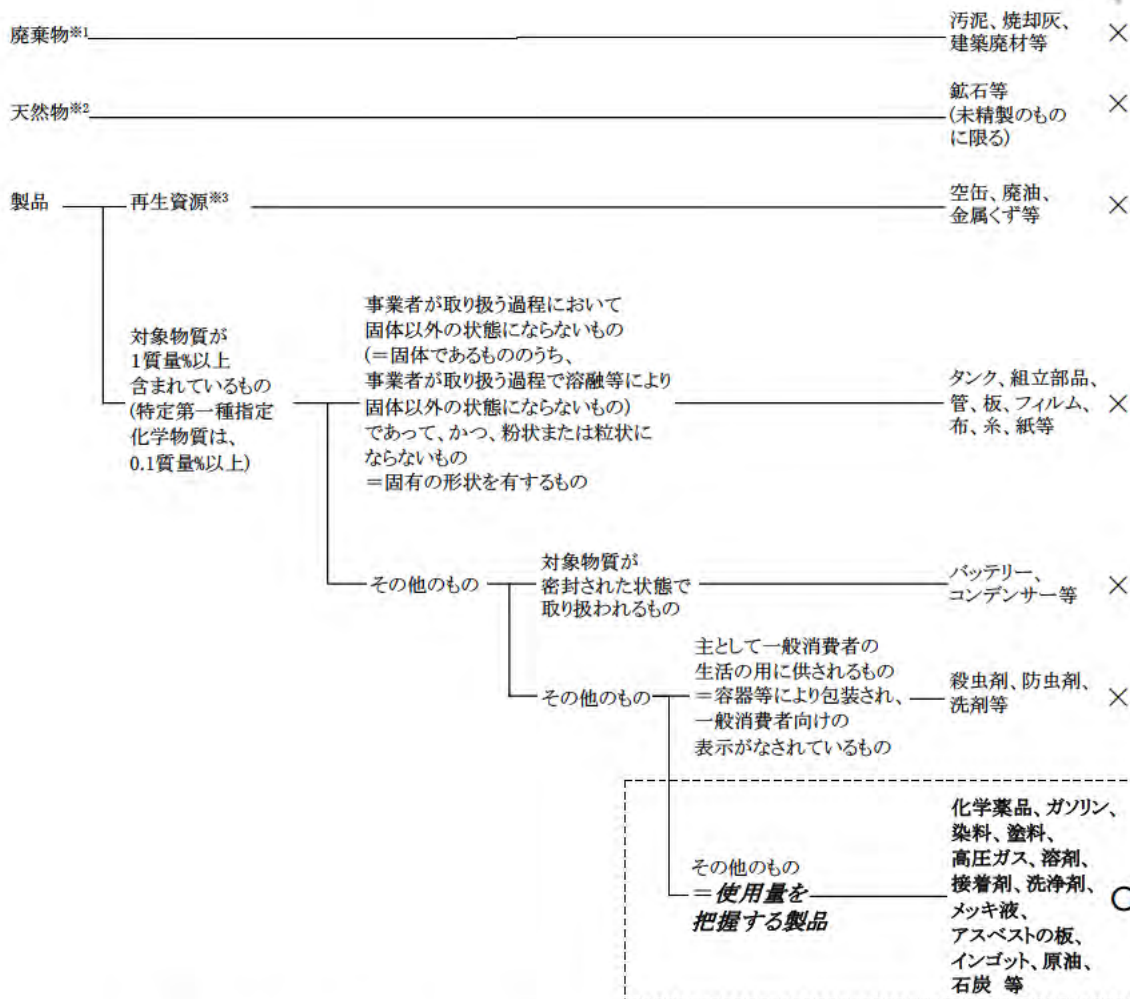 廃棄物※1
汚泥、焼却灰、
建築廃材等
×
天然物※2
鉱石等
(未精製のもの
に限る)
×
製品
再生資源※3
空缶、廃油、
金属くず等
×
対象物質が
1質量%以上
含まれているもの
(特定第一種指定
化学物質は、
0.1質量%以上)
事業者が取り扱う過程において
固体以外の状態にならないもの
(=固体であるもののうち、
事業者が取り扱う過程で溶融等により
固体以外の状態にならないもの)
であって、かつ、粉状または粒状に
ならないもの
=固有の形状を有するもの
タンク、組立部品、
管、板、フィルム、
布、糸、紙等
×
その他のもの
対象物質が
密封された状態で
取り扱われるもの
バッテリー、
コンデンサー等
×
その他のもの
主として一般消費者の
生活の用に供されるもの
=容器等により包装され、
一般消費者向けの
表示がなされているもの
殺虫剤、防虫剤、
洗剤等
×
その他のもの
=使用量を
把握する製品
化学薬品、ガソリン、
染料、塗料、
高圧ガス、溶剤、
接着剤、洗浄剤、
メッキ液、
アスベストの板、
インゴット、原油、
石炭 等
○